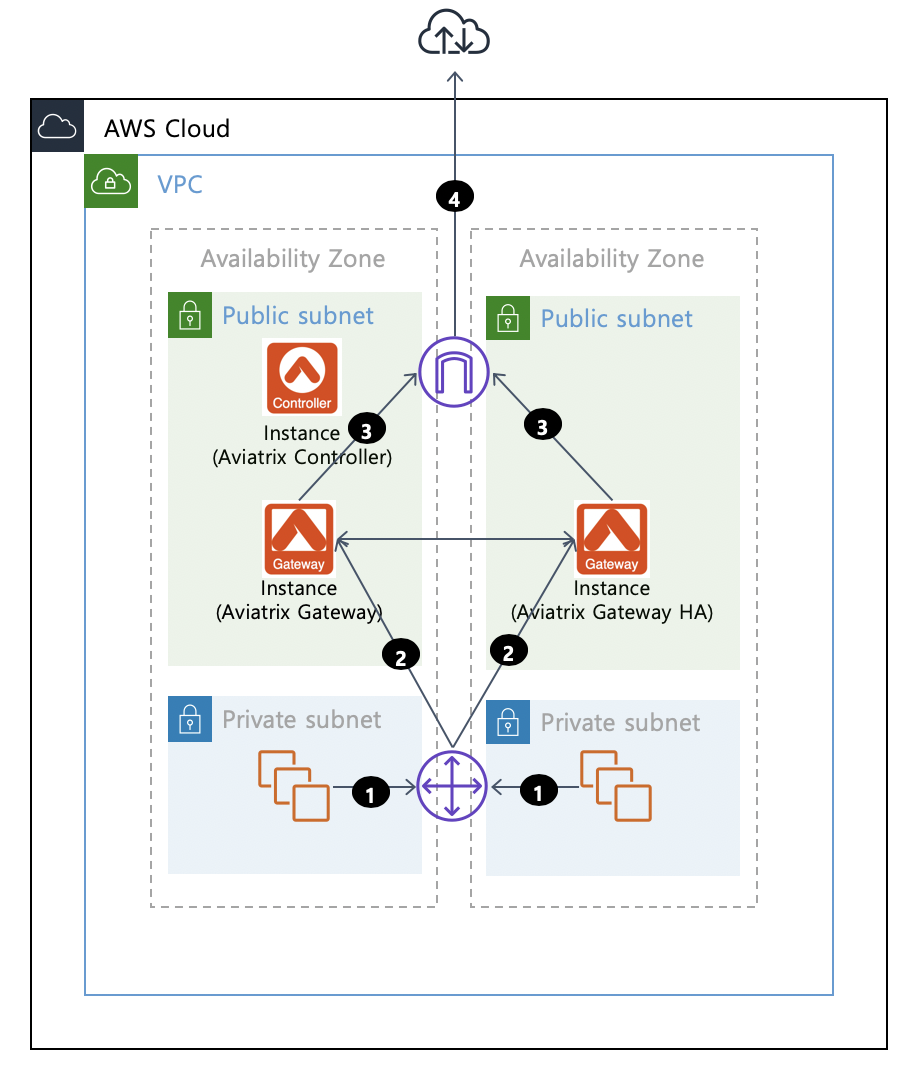 AWS Cloud
VPC
4
Availability Zone
Availability Zone
Public subnet
Public subnet
Controller
Instance
(Aviatrix Controller)
3
3
Gateway
Instance
(Aviatrix Gateway)
Gateway
Instance
(Aviatrix Gateway HA)
2
2
Private subnet
Private subnet
1
1